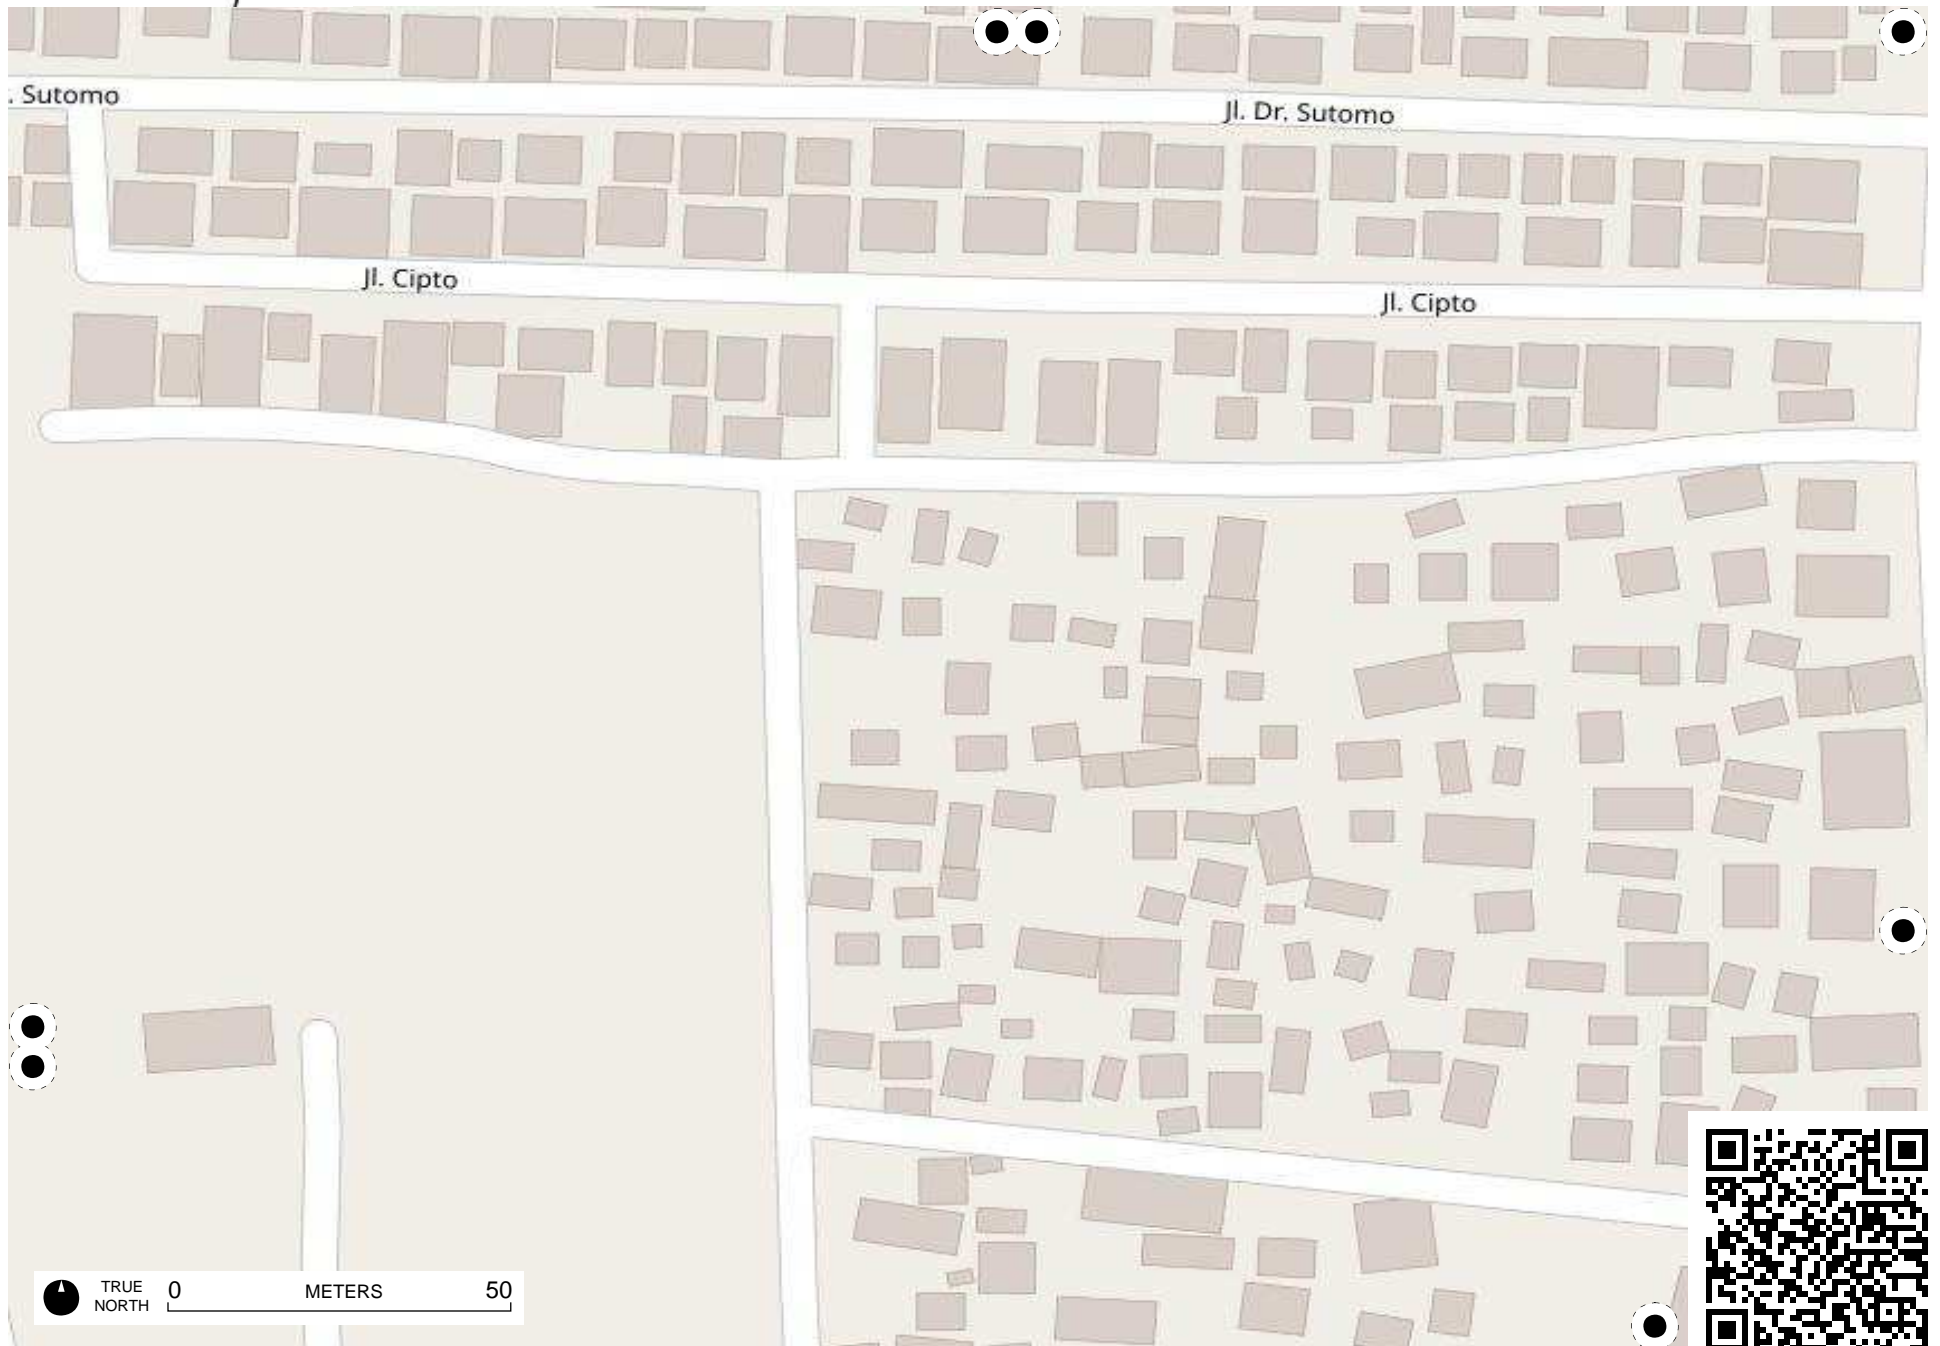 . Sutomo
Jl. Dr. Sutomo
Jl. Cipto
Jl. Cipto
TRUE
NORTH
0
METERS
50